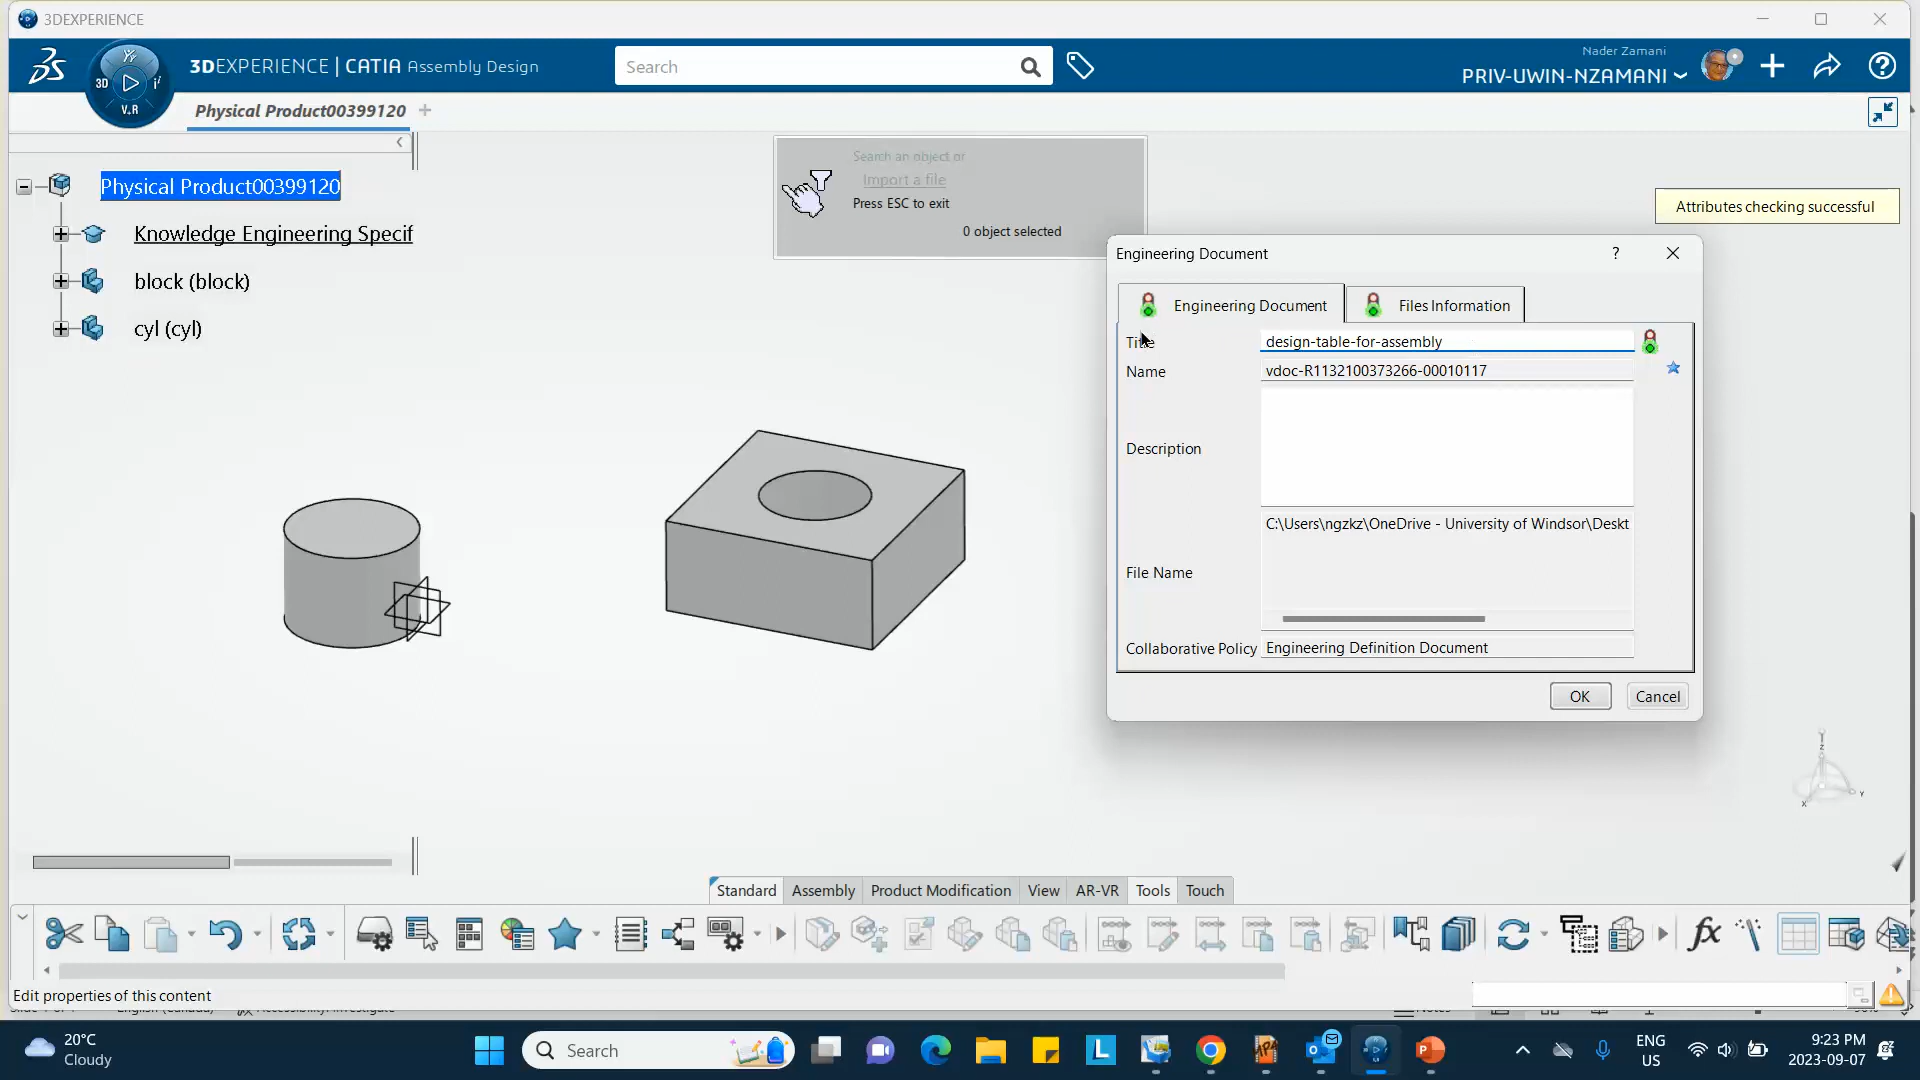 3DEXPERIENCE
3DEXPERIENCE | CATIA Assembly Design
3D
V,R
Search
Nader Zamani
PRIV-UWIN-NZAMANI
Physical Product00399120
Physical Product00399120
Knowledge Engineering Specif
block (block)
cyl (cyl)
Search an object or
Import a file
Press ESC to exit
0 object selected
Attributes checking successful
Engineering Document
?
Engineering Document
Files Information
Title
design-table-for-assembly
Name
vdoc-R1132100373266-00010117
Description
C:\Users\ngzkz\OneDrive - University of Windsor\Deskt
File Name
Collaborative Policy
Engineering Definition Document
OK
Cancel
z
x
y
Standard
Assembly
Product Modification
View
AR-VR
Tools
Touch
fx
Edit properties of this content
20°C
Cloudy
Search
ENG
US
9:23 PM
2023-09-07